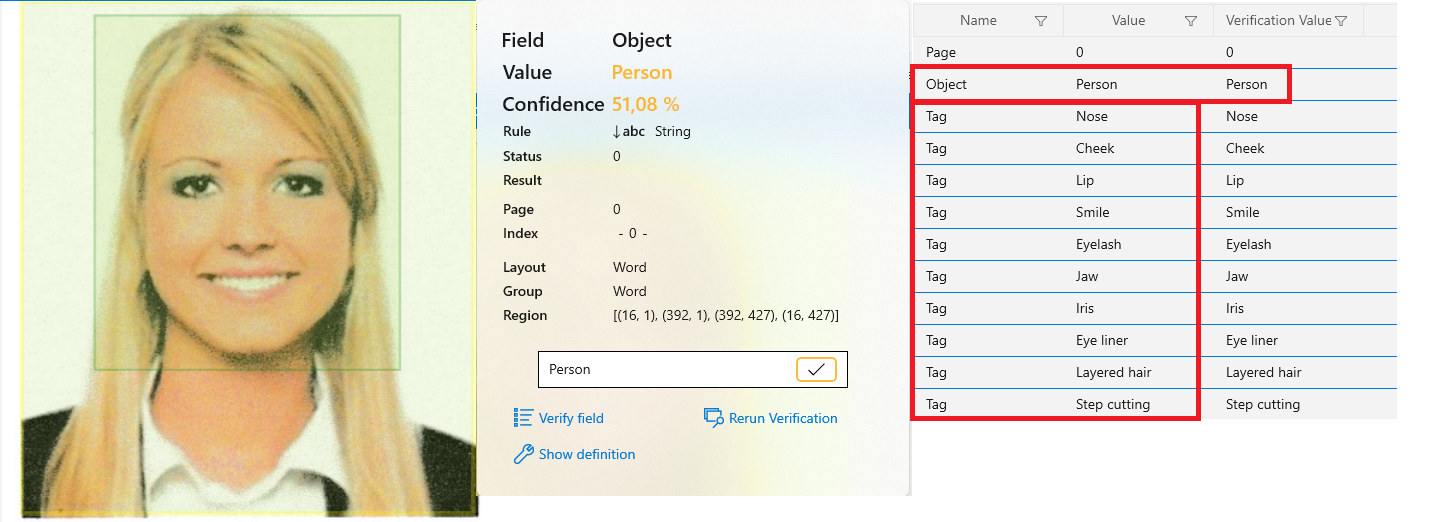 Field Object
Value Person
Confidence 51,08 %
Rule ↓abc String
Status 0
Result
Page 0
Index - 0 -
Layout Word
Group Word
Region [(16, 1), (392, 1), (392, 427), (16, 427)]
Person
Verify field Rerun Verification
Show definition
Name Value Verification Value
Page 0 0
Object Person Person
Tag Nose Nose
Tag Cheek Cheek
Tag Lip Lip
Tag Smile Smile
Tag Eyelash Eyelash
Tag Jaw Jaw
Tag Iris Iris
Tag Eye liner Eye liner
Tag Layered hair Layered hair
Tag Step cutting Step cutting